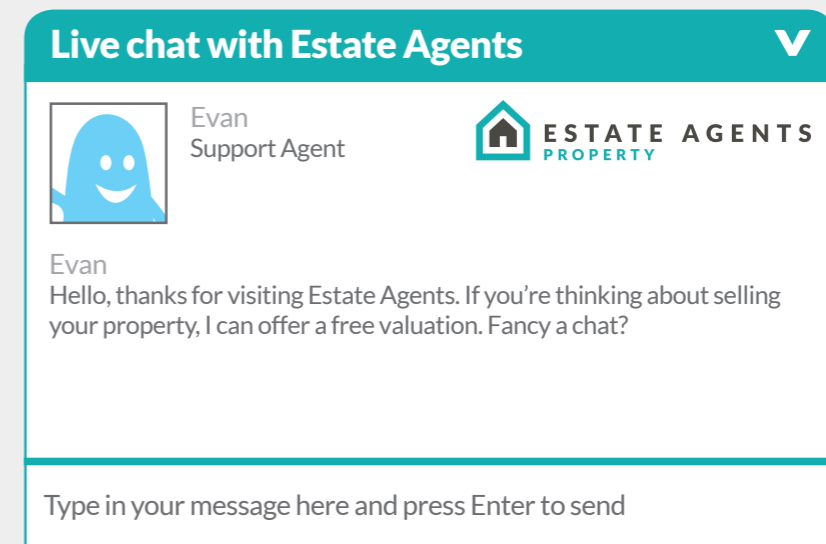 Live chat with Estate Agents
Evan
Support Agent
ESTATE AGENTS
PROPERTY
Evan
Hello, thanks for visiting Estate Agents. If you’re thinking about selling
your property, I can offer a free valuation. Fancy a chat?
Type in your message here and press Enter to send